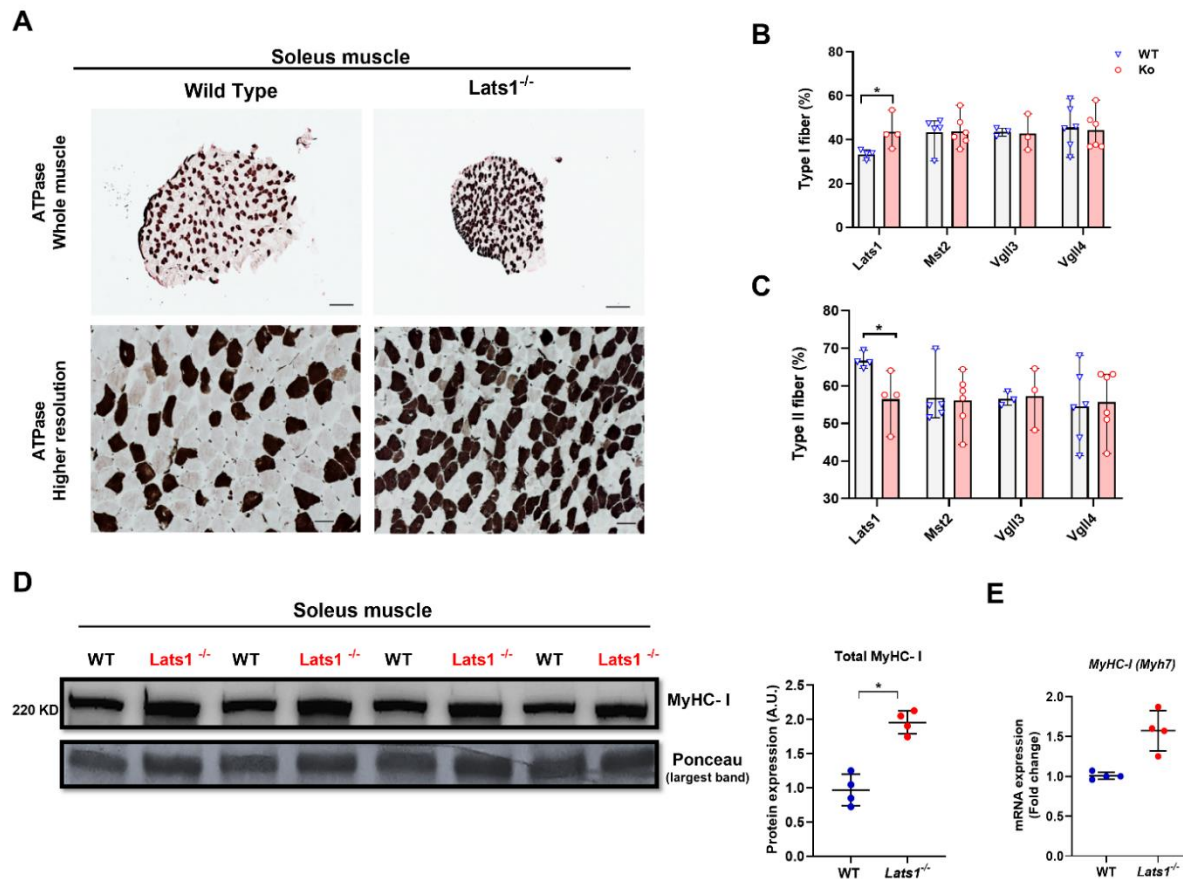 A
Soleus muscle
Wild Type
Lats1-/-
ATPase
Whole muscle
ATPase
Higher resolution
B
WT
Ko
Type I fiber (%)
80
60
40
20
0
Lats1
Mst2
Vgll3
Vgll4
C
Type II fiber (%)
80
70
60
50
40
30
*
*
Lats1
Mst2
Vgll3
Vgll4
D
Soleus muscle
WT Lats1 -/- WT Lats1 -/- WT Lats1 -/- WT Lats1 -/-
220 KD
MyHC- I
Ponceau
(largest band)
Total MyHC- I
Protein expression (A.U.)
2.5
2.0
1.5
1.0
0.5
0.0
*
WT Lats1-/-
E
MyHC-I (Myh7)
mRNA expression
(Fold change)
2.0
1.5
1.0
0.5
0.0
WT Lats1-/-